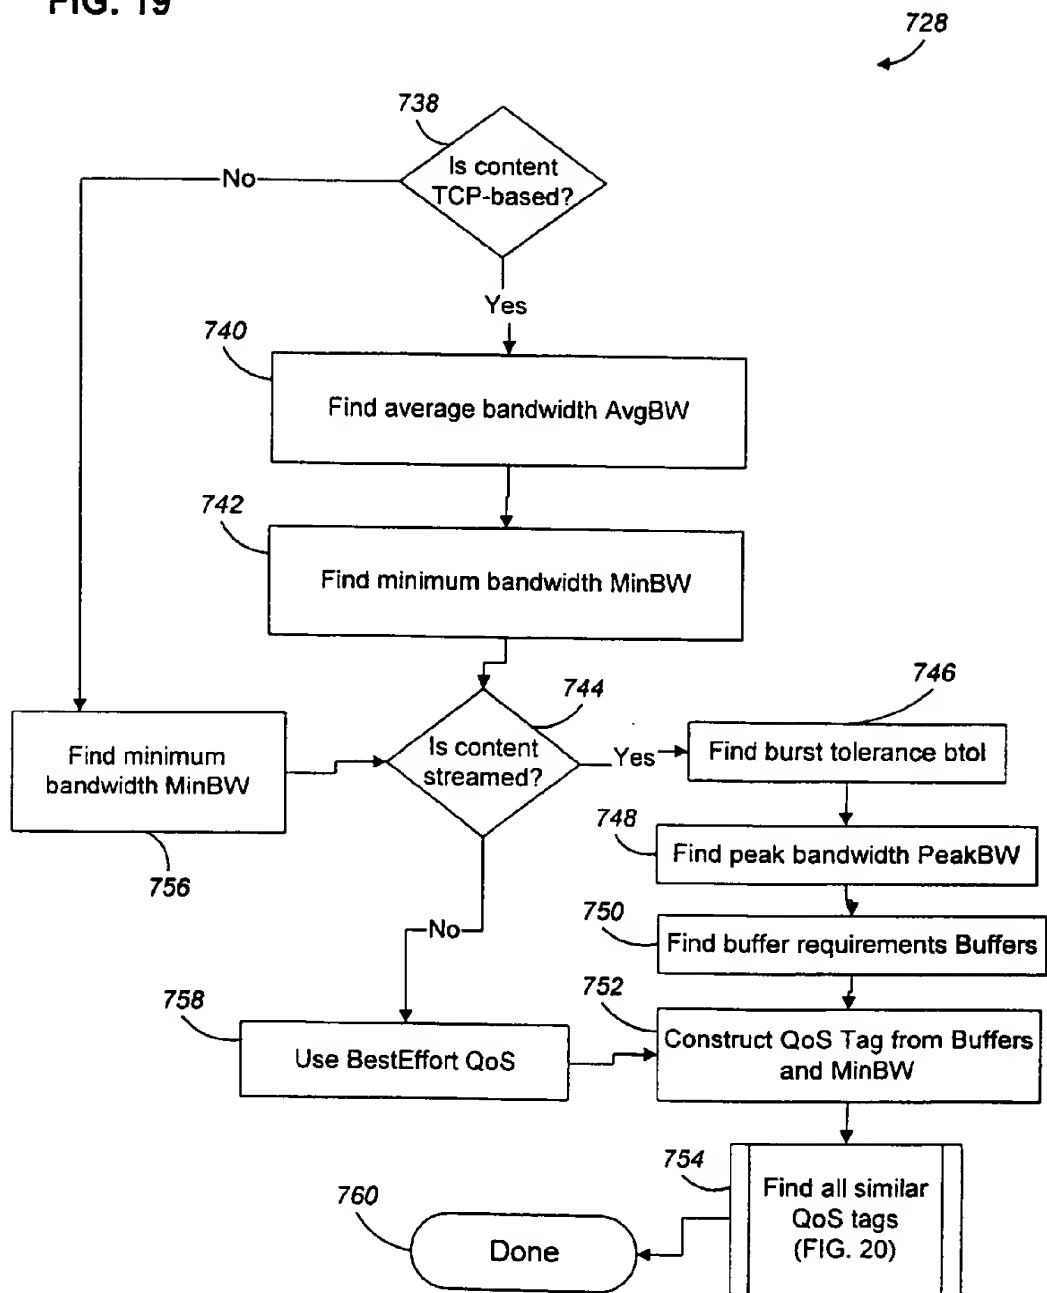 FIG. 19
728
738
Is content
TCP-based?
No
Yes
740
Find average bandwidth AvgBW
742
Find minimum bandwidth MinBW
744
746
Is content
streamed?
Yes
Find burst tolerance btol
Find minimum
bandwidth MinBW
756
748
Find peak bandwidth PeakBW
No
750
Find buffer requirements Buffers
758
Use BestEffort QoS
752
Construct QoS Tag from Buffers
and MinBW
754
Find all similar
QoS tags
(FIG. 20)
760
Done